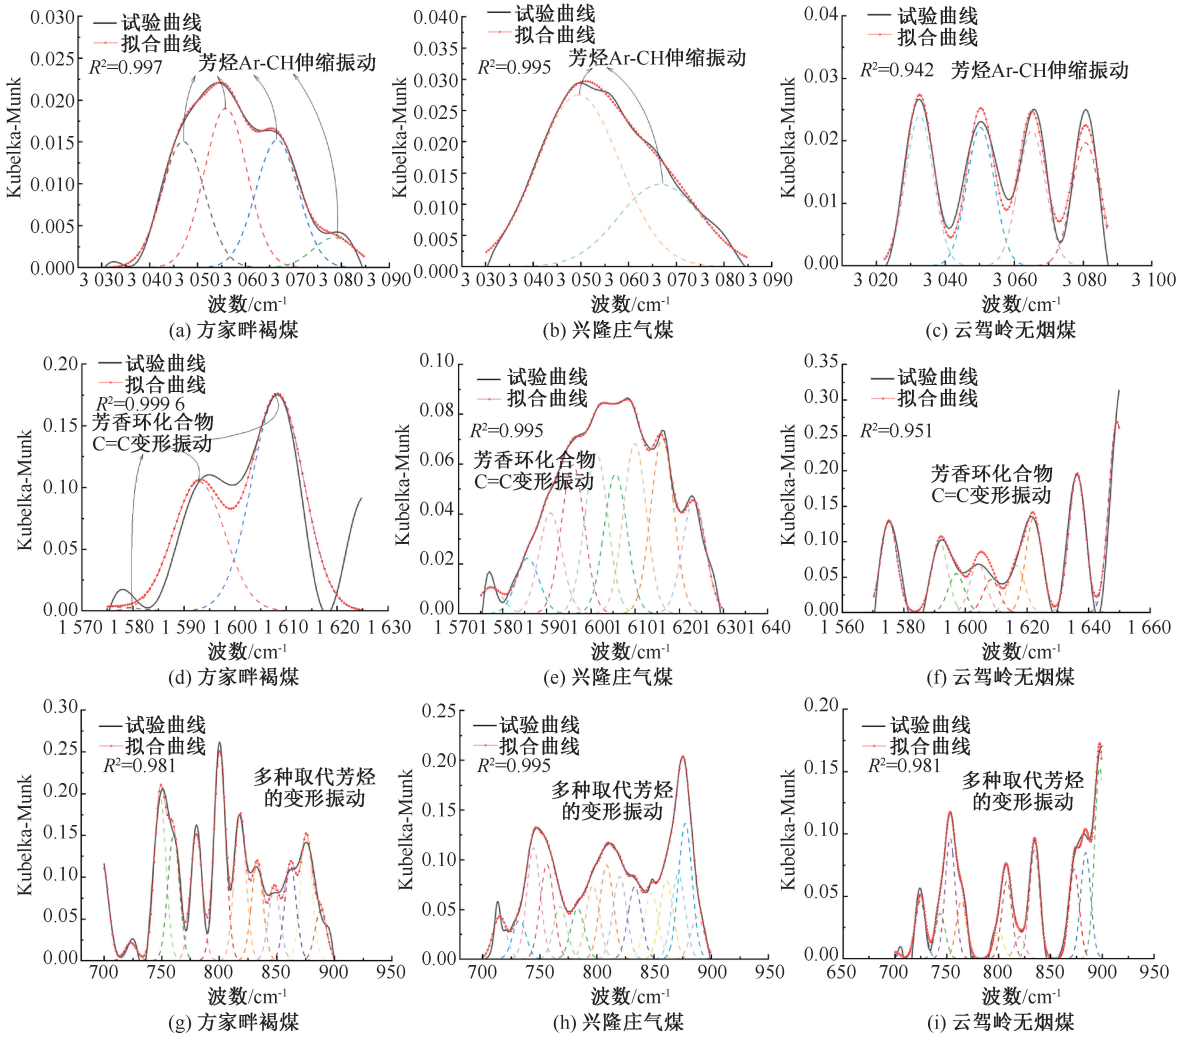 0.030
0.025
0.020
0.015
0.010
0.005
0.000
Kubelka-Munk
试验曲线
拟合曲线
R²=0.997
芳烃Ar-CH伸缩振动
3 030 3 040 3 050 3 060 3 070 3 080 3 090
波数/cm⁻¹
(a) 方家畔褐煤
0.040
0.035
0.030
0.025
0.020
0.015
0.010
0.005
0.000
Kubelka-Munk
试验曲线
拟合曲线
R²=0.995
芳烃Ar-CH伸缩振动
3 030 3 040 3 050 3 060 3 070 3 080 3 090
波数/cm⁻¹
(b) 兴隆庄气煤
0.04
0.03
0.02
0.01
0.00
Kubelka-Munk
试验曲线
拟合曲线
R²=0.942
芳烃Ar-CH伸缩振动
3 020 3 040 3 060 3 080 3 100
波数/cm⁻¹
(c) 云驾岭无烟煤
0.20
0.15
0.10
0.05
0.00
Kubelka-Munk
试验曲线
拟合曲线
R²=0.999 6
芳香环化合物
C=C变形振动
1 570 1 590 1 600 1 610 1 630
波数/cm⁻¹
(d) 方家畔褐煤
0.10
0.08
0.06
0.04
0.02
0.00
Kubelka-Munk
试验曲线
拟合曲线
R²=0.995
芳香环化合物
C=C变形振动
1 570 1 590 1 600 1 610 1 620 1 630 1 640
波数/cm⁻¹
(e) 兴隆庄气煤
0.35
0.30
0.25
0.20
0.15
0.10
0.05
0.00
Kubelka-Munk
试验曲线
拟合曲线
R²=0.951
芳香环化合物
C=C变形振动
1 560 1 580 1 600 1 620 1 640 1 660
波数/cm⁻¹
(f) 云驾岭无烟煤
0.30
0.25
0.20
0.15
0.10
0.05
0.00
Kubelka-Munk
试验曲线
拟合曲线
R²=0.981
多种取代芳烃
的变形振动
700 750 800 850 900 950
波数/cm⁻¹
(g) 方家畔褐煤
0.25
0.20
0.15
0.10
0.05
0.00
Kubelka-Munk
试验曲线
拟合曲线
R²=0.995
多种取代芳烃
的变形振动
700 750 800 850 900 950
波数/cm⁻¹
(h) 兴隆庄气煤
0.20
0.15
0.10
0.05
0.00
Kubelka-Munk
试验曲线
拟合曲线
R²=0.981
多种取代芳烃
的变形振动
650 700 750 800 850 900 950
波数/cm⁻¹
(i) 云驾岭无烟煤